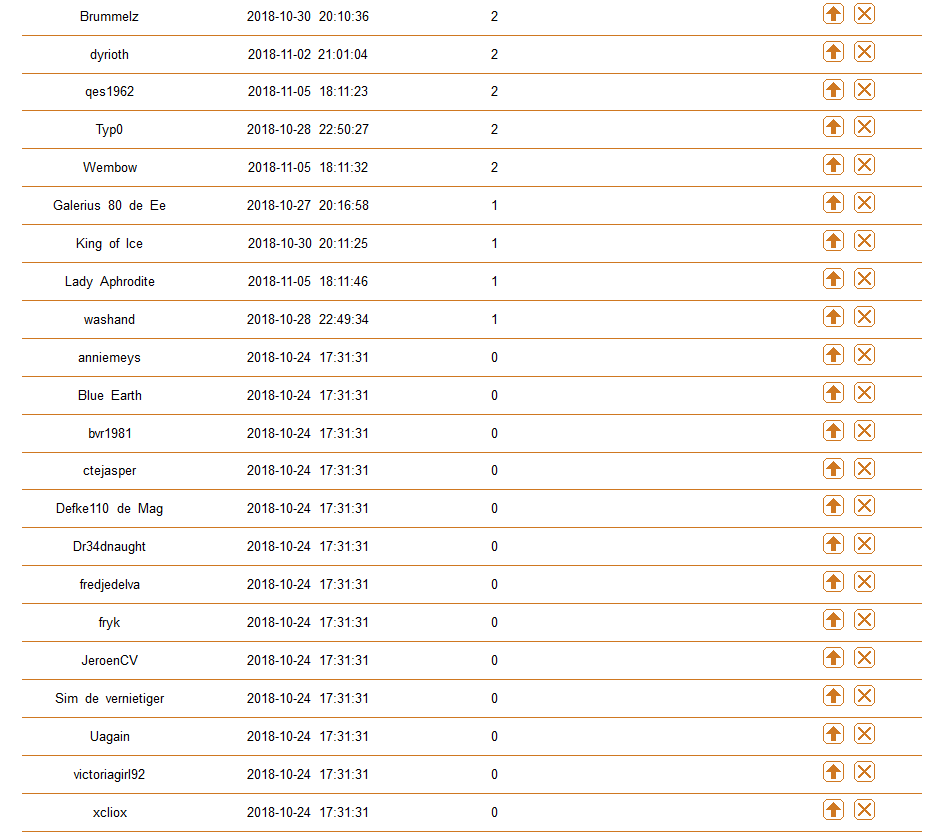 Brummelz 2018-10-30 20:10:36 2
dyrioth 2018-11-02 21:01:04 2
qes1962 2018-11-05 18:11:23 2
Typ0 2018-10-28 22:50:27 2
Wembow 2018-11-05 18:11:32 2
Galerius 80 de Ee 2018-10-27 20:16:58 1
King of Ice 2018-10-30 20:11:25 1
Lady Aphrodite 2018-11-05 18:11:46 1
washand 2018-10-28 22:49:34 1
anniemeys 2018-10-24 17:31:31 0
Blue Earth 2018-10-24 17:31:31 0
bvr1981 2018-10-24 17:31:31 0
ctejasper 2018-10-24 17:31:31 0
Defke110 de Mag 2018-10-24 17:31:31 0
Dr34dnaught 2018-10-24 17:31:31 0
fredjedelva 2018-10-24 17:31:31 0
fryk 2018-10-24 17:31:31 0
JeroenCV 2018-10-24 17:31:31 0
Sim de vernietiger 2018-10-24 17:31:31 0
Uagain 2018-10-24 17:31:31 0
victoriagirl92 2018-10-24 17:31:31 0
xcliox 2018-10-24 17:31:31 0